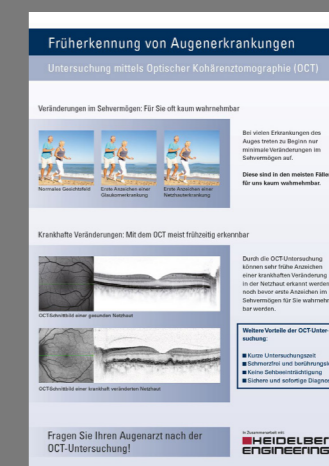 Früherkennung von Augenerkrankungen
Untersuchung mittels Optischer Kohärenztomographie (OCT)
Veränderungen im Sehvermögen: Für Sie oft kaum wahrnehmbar
Normales Gesichtsfeld
Erste Anzeichen einer
Glaukomerkrankung
Erste Anzeichen einer
Netzhauterkrankung
Bei vielen Erkrankungen des
Auges treten zu Beginn nur
minimale Veränderungen im
Sehvermögen auf.
Diese sind in den meisten Fälle
für uns kaum wahrnehmbar.
Krankhafte Veränderungen: Mit dem OCT meist frühzeitig erkennbar
OCT-Schnittbild einer gesunden Netzhaut
OCT-Schnittbild einer krankhaft veränderten Netzhaut
Durch die OCT-Untersuchung
können sehr frühe Anzeichen
einer krankhaften Veränderung
in der Netzhaut erkannt werden
noch bevor erste Anzeichen im
Sehvermögen für Sie wahrneh
bar werden.
Weitere Vorteile der OCT-Unter
suchung:
Kurze Untersuchungszeit
Schmerzfrei und berührungslo
Keine Sehbeeinträchtigung
Sichere und sofortige Diagno
Fragen Sie Ihren Augenarzt nach der
OCT-Untersuchung!
In Zusammenarbeit mit:
HEIDELBER
ENGINEERING